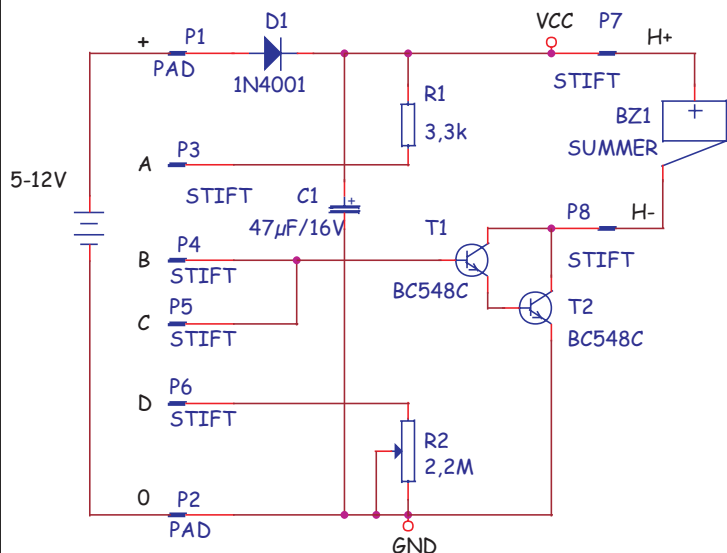 + P1 D1 VCC P7 H+
PAD 1N4001 STIFT
R1
3,3k
BZ1
+
SUMMER
A P3
STIFT
5-12V
C1 +
47µF/16V
P8 H-
STIFT
B P4
STIFT
T1
BC548C
C P5
STIFT
T2
BC548C
D P6
STIFT
R2
2,2M
0 P2
PAD
GND